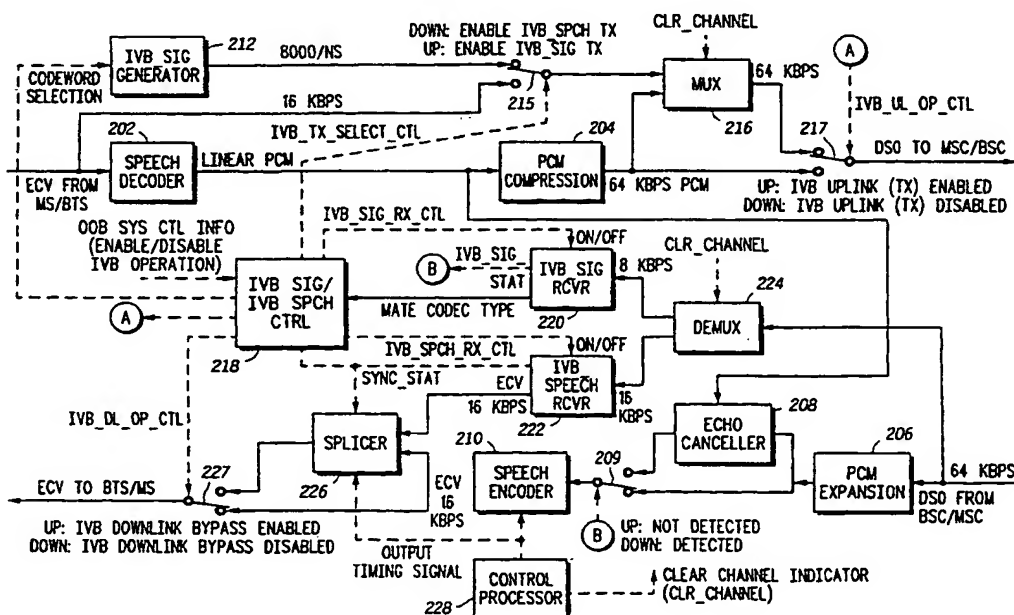 IVB SIG
GENERATOR
212
8000/NS
DOWN: ENABLE IVB_SPCH TX
UP: ENABLE IVB_SIG TX
CLR_CHANNEL
A
CODEWORD
SELECTION
16 KBPS
215
MUX
216
64 KBPS
IVB_UL_OP_CTL
202
SPEECH
DECODER
IVB_TX_SELECT_CTL
LINEAR PCM
204
PCM
COMPRESSION
217
DS0 TO MSC/BSC
ECV FROM
MS/BTS
64 KBPS PCM
UP: IVB UPLINK (TX) ENABLED
DOWN: IVB UPLINK (TX) DISABLED
OOB SYS CTL INFO
(ENABLE/DISABLE
IVB OPERATION)
IVB_SIG_RX_CTL
ON/OFF
CLR_CHANNEL
B
IVB_SIG_
STAT
IVB SIG
RCVR
220
8 KBPS
224
DEMUX
IVB SIG/
IVB SPCH
CTRL
218
MATE CODEC TYPE
A
IVB_SPCH_RX_CTL
ON/OFF
SYNC_STAT
ECV
16 KBPS
IVB
SPEECH
RCVR
222
16
KBPS
IVB_DL_OP_CTL
SPLICER
226
210
SPEECH
ENCODER
209
ECHO
CANCELLER
208
206
PCM
EXPANSION
64 KBPS
DS0 FROM
BSC/MSC
ECV TO BTS/MS
227
ECV
16
KBPS
B
UP: NOT DETECTED
DOWN: DETECTED
UP: IVB DOWNLINK BYPASS ENABLED
DOWN: IVB DOWNLINK BYPASS DISABLED
OUTPUT
TIMING SIGNAL
CONTROL
PROCESSOR
228
CLEAR CHANNEL INDICATOR
(CLR_CHANNEL)